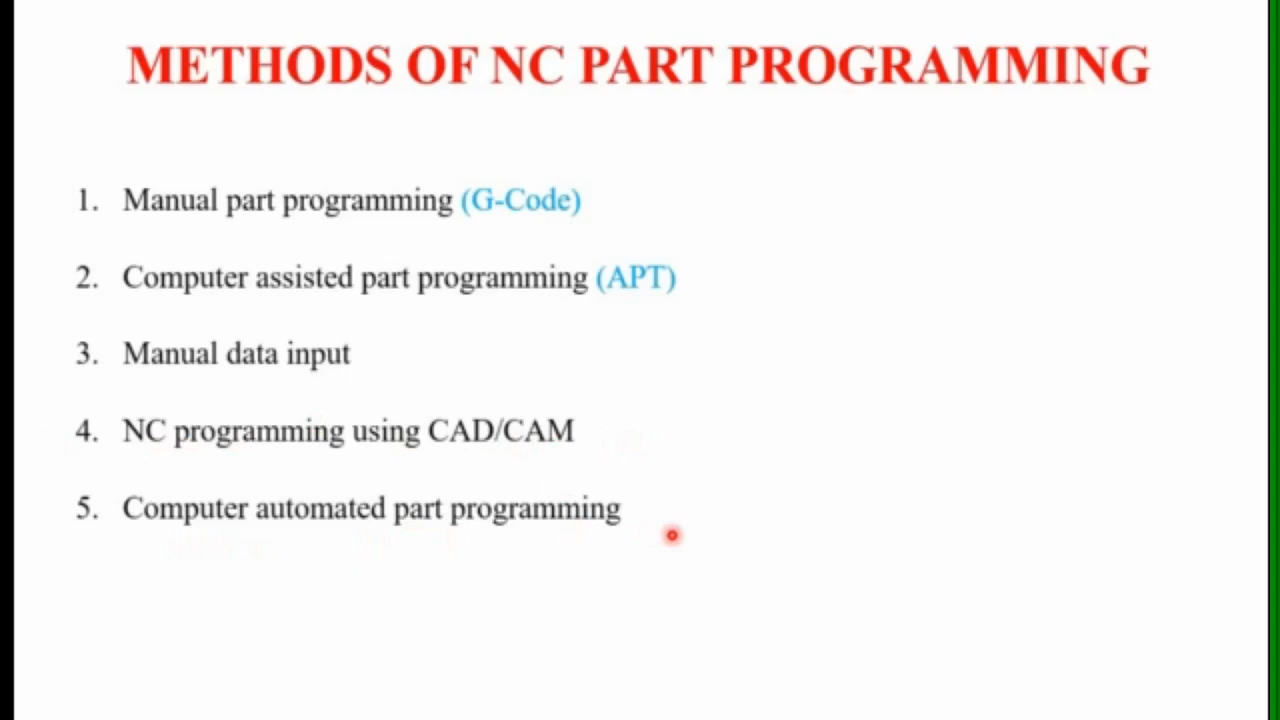 METHODS OF NC PART PROGRAMMING
1. Manual part programming (G-Code)
2. Computer assisted part programming (APT)
3. Manual data input
4. NC programming using CAD/CAM
5. Computer automated part programming